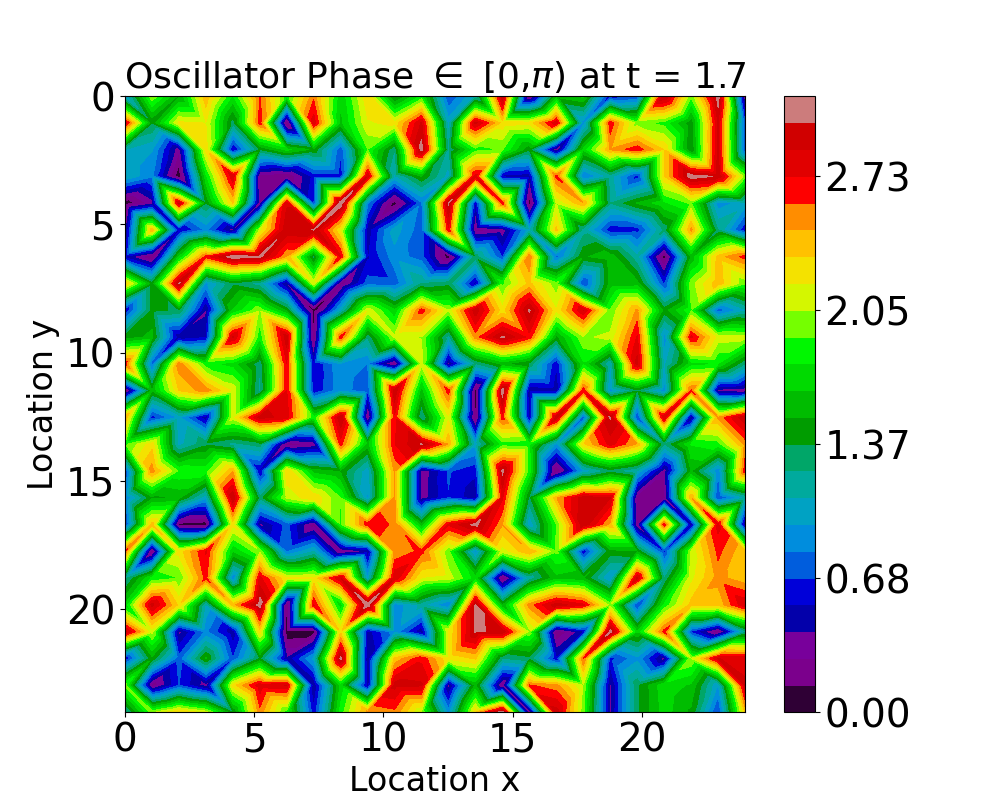 Oscillator Phase ∈ [0,π) at t = 1.7
0
5
10
15
20
Location y
0 5 10 15 20
Location x
2.73
2.05
1.37
0.68
0.00